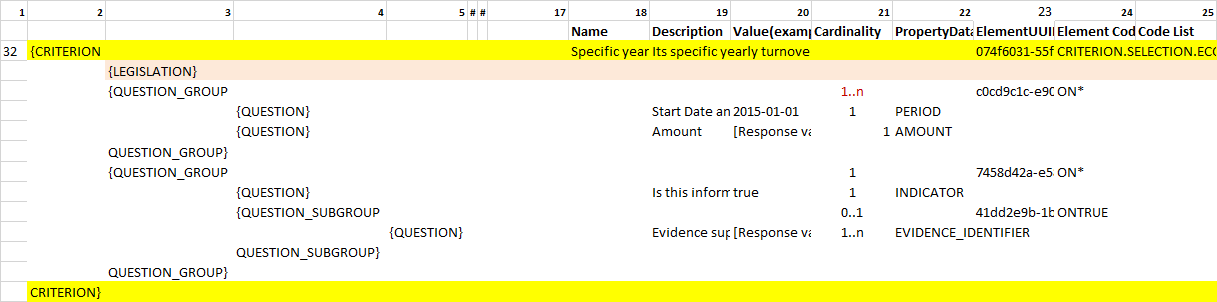 1 2 3 4 5 # # 17 18 19 20 21 22 23 24 25
Name Description Value(examp Cardinality PropertyData ElementUUII Element Cod Code List
32 {CRITERION Specific year Its specific yearly turnove 074f6031-55f CRITERION.SELECTION.ECO
{LEGISLATION}
{QUESTION_GROUP 1..n c0cd9c1c-e90 ON*
{QUESTION} Start Date an 2015-01-01 1 PERIOD
{QUESTION} Amount [Response va 1 AMOUNT
QUESTION_GROUP}
{QUESTION_GROUP 1 7458d42a-e5 ON*
{QUESTION} Is this inform true 1 INDICATOR
{QUESTION_SUBGROUP 0..1 41dd2e9b-1b ONTRUE
{QUESTION} Evidence sup [Response va 1..n EVIDENCE_IDENTIFIER
QUESTION_SUBGROUP}
QUESTION_GROUP}
CRITERION}